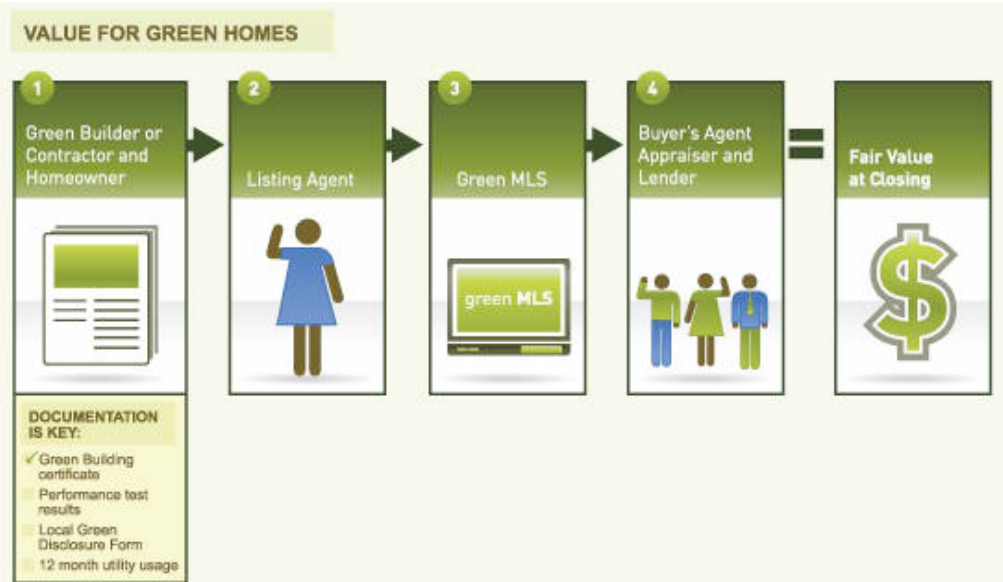 VALUE FOR GREEN HOMES
1
Green Builder or
Contractor and
Homeowner
2
Listing Agent
3
Green MLS
4
Buyer's Agent
Appraiser and
Lender
=
Fair Value
at Closing
green MLS
$
DOCUMENTATION
IS KEY:
✓ Green Building
certificate
Performance test
results
Local Green
Disclosure Form
12 month utility usage